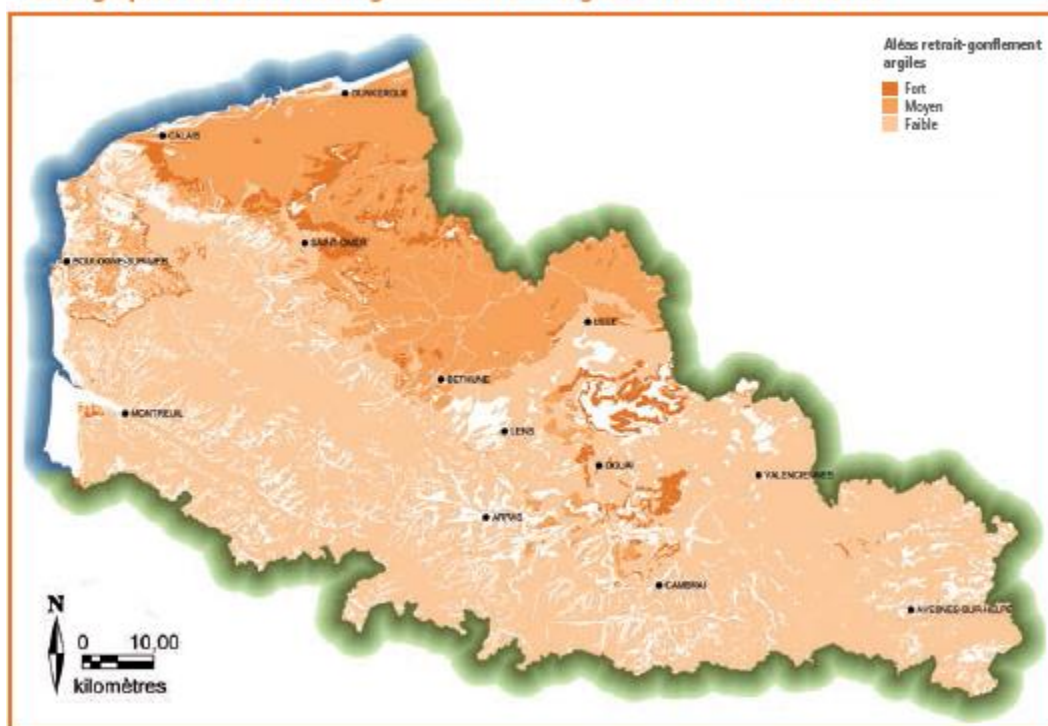 Aléas retrait-gonflement
argiles
Fort
Moyen
Faible
DUNKERQUE
CALAIS
SAINT-OMER
BOULOGNE-SUR-MER
LILLE
BETHUNE
MONTREUIL
LENS
DOUAI
VALENCIENNES
ARRAS
CAMBRAI
AVESNES-SUR-HELPE
N
0 10,00
kilomètres